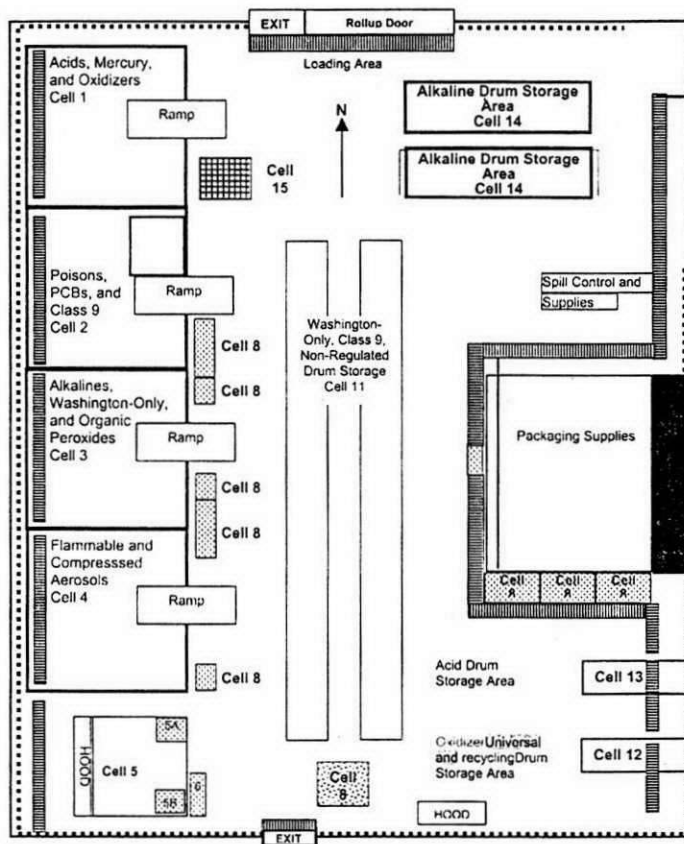 EXIT
Rollup Door
Loading Area
Acids, Mercury,
and Oxidizers
Cell 1
Ramp
Alkaline Drum Storage
Area
Cell 14
N
Cell
15
Alkaline Drum Storage
Area
Cell 14
Poisons,
PCBs, and
Class 9
Cell 2
Ramp
Spill Control and
Supplies
Cell 8
Washington-
Only, Class 9,
Non-Regulated
Drum Storage
Cell 11
Cell 8
Alkalines,
Washington-Only,
and Organic
Peroxides
Cell 3
Ramp
Packaging Supplies
Cell 8
Cell 8
Flammable and
Compresssed
Aerosols
Cell 4
Ramp
Cell
8
Cell
8
Cell
8
Cell 8
Acid Drum
Storage Area
Cell 13
HOOD
Cell 5
5A
5B
6
Cell
8
OxidizerUniversal
and recyclingDrum
Storage Area
Cell 12
HOOD
EXIT